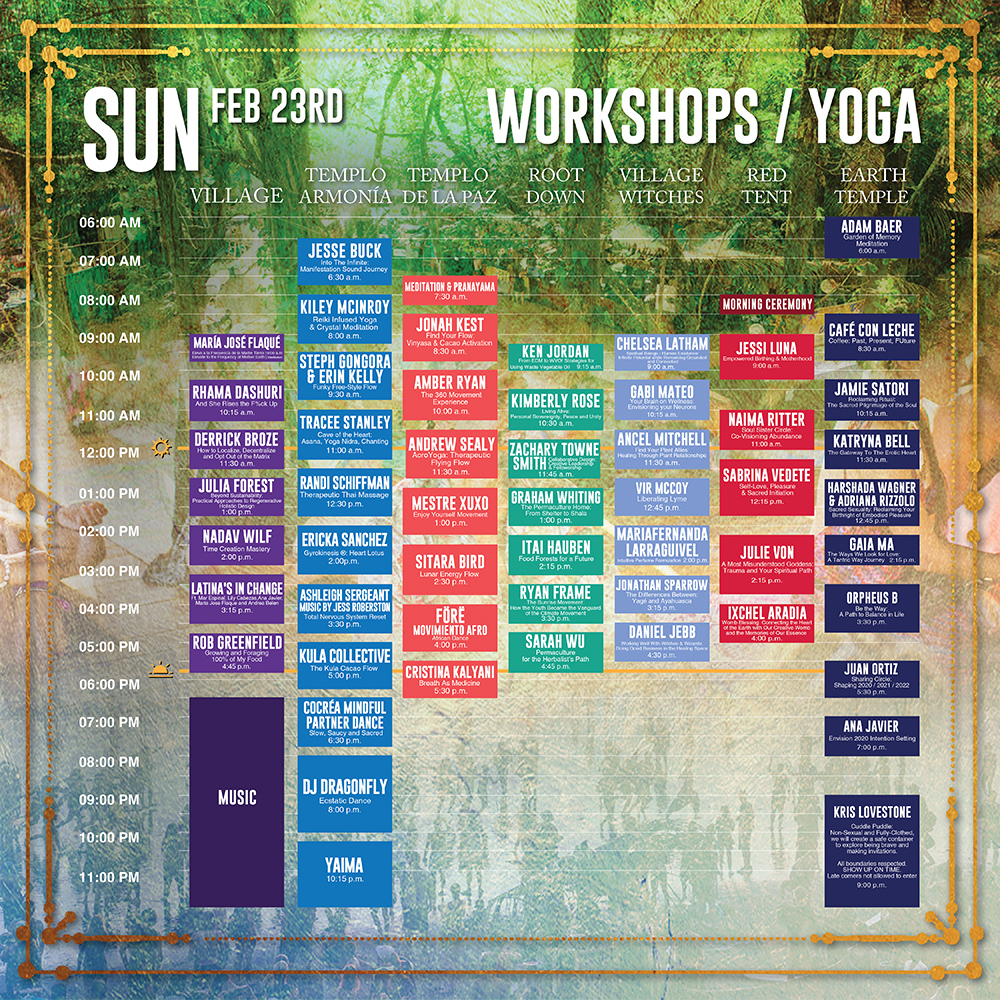 SUN FEB 23RD
WORKSHOPS / YOGA
VILLAGE
TEMPLO
ARMONÍA
TEMPLO
DE LA PAZ
ROOT
DOWN
VILLAGE
WITCHES
RED
TENT
EARTH
TEMPLE
06:00 AM
07:00 AM
08:00 AM
09:00 AM
10:00 AM
11:00 AM
12:00 PM
01:00 PM
02:00 PM
03:00 PM
04:00 PM
05:00 PM
06:00 PM
07:00 PM
08:00 PM
09:00 PM
10:00 PM
11:00 PM
MARÍA JOSÉ FLAQUÉ
RHAMA DASHURI
And She Rises the F*ck Up
10:15 a.m.
DERRICK BROZE
How to Localize, Decentralize
and Opt Out of the Matrix
11:30 a.m.
JULIA FOREST
Beyond Sustainability:
Practical Approaches to Regenerative
Holistic Design
1:00 p.m.
NADAV WILF
Time Creation Mastery
2:00 p.m.
LATINA'S IN CHANGE
3:15 p.m.
ROB GREENFIELD
Growing and Foraging
100% of My Food
4:45 p.m.
MUSIC
JESSE BUCK
Into The Infinite:
Manifestation Sound Journey
6:30 a.m.
KILEY MCINROY
Reiki Infused Yoga
& Crystal Meditation
8:00 a.m.
STEPH GONGORA
& ERIN KELLY
Funky Free-Style Flow
9:30 a.m.
TRACEE STANLEY
Cave of the Heart:
Asana, Yoga Nidra, Chanting
11:00 a.m.
RANDI SCHIFFMAN
Therapeutic Thai Massage
12:30 p.m.
ERICKA SANCHEZ
Gyrokinesis ®: Heart Lotus
2:00p.m.
ASHLEIGH SERGEANT
MUSIC BY JESS ROBERSTON
Total Nervous System Reset
3:30 p.m.
KULA COLLECTIVE
The Kula Cacao Flow
5:00 p.m.
COCRÉA MINDFUL
PARTNER DANCE
Slow, Saucy and Sacred
6:30 p.m.
DJ DRAGONFLY
Ecstatic Dance
8:00 p.m.
YAIMA
10:15 p.m.
MEDITATION & PRANAYAMA
7:30 a.m.
JONAH KEST
Find Your Flow
Vinyasa & Cacao Activation
8:30 a.m.
AMBER RYAN
The 360 Movement
Experience
10:00 a.m.
ANDREW SEALY
AcroYoga: Therapeutic
Flying Flow
11:30 a.m.
MESTRE XUXO
Enjoy Yourself Movement
1:00 p.m.
SITARA BIRD
Lunar Energy Flow
2:30 p.m.
FÖRÉ
MOVIMIENTO AFRO
African Dance
4:00 p.m.
CRISTINA KALYANI
Breath As Medicine
5:30 p.m.
KEN JORDAN
From ECM to WVO! Strategies for
Using Waste Vegetable Oil 9:15 a.m.
KIMBERLY ROSE
Living Alive:
Personal Sovereignty, Peace and Unity
10:30 a.m.
ZACHARY TOWNE
SMITH Collaborative Design:
Creative Leadership
& Fellowship
11:45 a.m.
GRAHAM WHITING
The Permaculture Home:
From Shelter to Shala
1:00 p.m.
ITAI HAUBEN
Food Forests for a Future
2:15 p.m.
RYAN FRAME
The Sunrise Movement:
How the Youth Became the Vanguard
of the Climate Movement
3:30 p.m.
SARAH WU
Permaculture
for the Herbalist's Path
4:45 p.m.
CHELSEA LATHAM
9:00 a.m.
GABI MATEO
Your Brain on Wellness:
Envisioning your Neurons
10:15 a.m.
ANCEL MITCHELL
Find Your Plant Allies
Healing Through Plant Relationships
11:30 a.m.
VIR MCCOY
Liberating Lyme
12:45 p.m.
MARIAFERNANDA
LARRAGUIVEL
Intuitive Perfume Formulation 2:00 p.m.
JONATHAN SPARROW
The Differences Between:
Yagé and Ayahuasca
3:15 p.m.
DANIEL JEBB
Working Well With Witches & Wizards:
Doing Good Business in the Healing Space
4:30 p.m.
MORNING CEREMONY
JESSI LUNA
Empowered Birthing & Motherhood
9:00 a.m.
NAIMA RITTER
Soul Sister Circle:
Co-Visioning Abundance
11:00 a.m.
SABRINA VEDETE
Self-Love, Pleasure
& Sacred Initiation
12:15 p.m.
JULIE VON
A Most Misunderstood Goddess:
Trauma and Your Spiritual Path
2:15 p.m.
IXCHEL ARADIA
Womb Blessing: Connecting the Heart
of the Earth with Our Creative Womb
and the Memories of Our Essence
4:00 p.m.
ADAM BAER
Garden of Memory
Meditation
6:00 a.m.
CAFÉ CON LECHE
Coffee: Past, Present, FUture
8:30 a.m.
JAMIE SATORI
Reclaiming Ritual:
The Sacred Pilgrimage of the Soul
10:15 a.m.
KATRYNA BELL
The Gateway To The Erotic Heart
11:30 a.m.
HARSHADA WAGNER
& ADRIANA RIZZOLO
Sacred Sexuality: Reclaiming Your
Birthright of Embodied Pleasure
12:45 p.m.
GAIA MA
The Ways We Look for Love:
A Tantric Way Journey 2:15 p.m.
ORPHEUS B
Be the Way:
A Path to Balance in Life
3:30 p.m.
JUAN ORTIZ
Sharing Circle:
Shaping 2020 / 2021 / 2022
5:30 p.m.
ANA JAVIER
Envision 2020 Intention Setting
7:00 p.m.
KRIS LOVESTONE
Cuddle Puddle:
Non-Sexual and Fully-Clothed,
we will create a safe container
to explore being brave and
making invitations.
All boundaries respected.
SHOW UP ON TIME.
Late comers not allowed to enter
9:00 p.m.